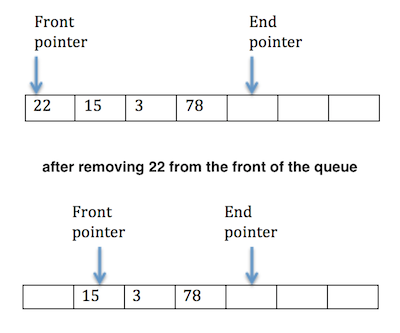 Front End
pointer pointer
22 15 3 78
after removing 22 from the front of the queue
Front End
pointer pointer
15 3 78